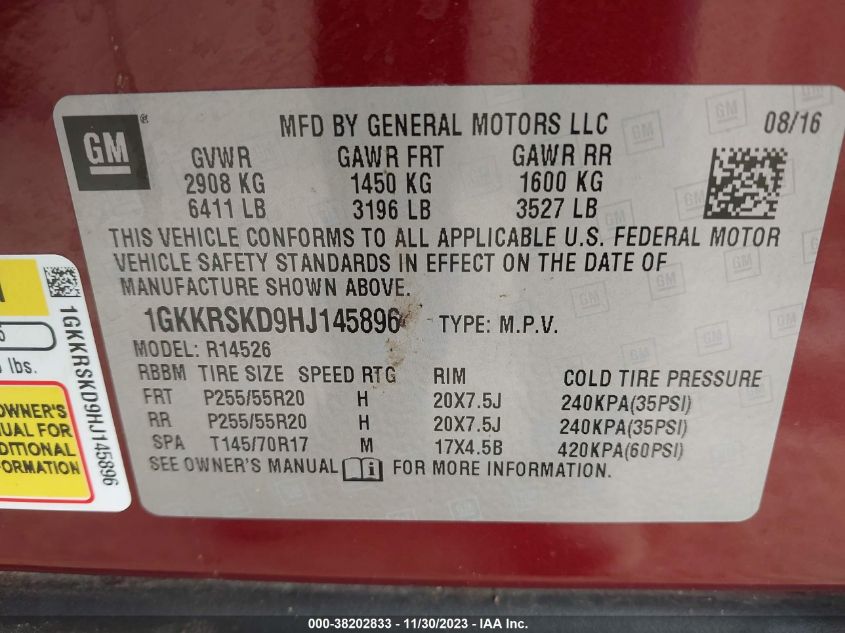 GM ® MFD BY GENERAL MOTORS LLC 08/16
GVWR GAWR FRT GAWR RR
2908 KG 1450 KG 1600 KG
6411 LB 3196 LB 3527 LB
THIS VEHICLE CONFORMS TO ALL APPLICABLE U.S. FEDERAL MOTOR
VEHICLE SAFETY STANDARDS IN EFFECT ON THE DATE OF
MANUFACTURE SHOWN ABOVE.
1GKKRSKD9HJ145896 TYPE: M.P.V.
MODEL: R14526
RBBM TIRE SIZE SPEED RTG RIM COLD TIRE PRESSURE
FRT P255/55R20 H 20X7.5J 240KPA(35PSI)
RR P255/55R20 H 20X7.5J 240KPA(35PSI)
SPA T145/70R17 M 17X4.5B 420KPA(60PSI)
SEE OWNER'S MANUAL FOR MORE INFORMATION.
1GKKRSKD9HJ145896
lbs.
OWNER'S
FOR
FORMATION
000-38202833 - 11/30/2023 - IAA Inc.